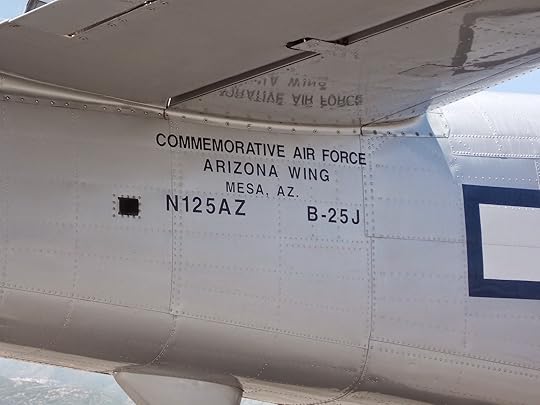 COMMEMORATIVE AIR FORCE
ARIZONA WING
MESA, AZ.
N125AZ B-25J